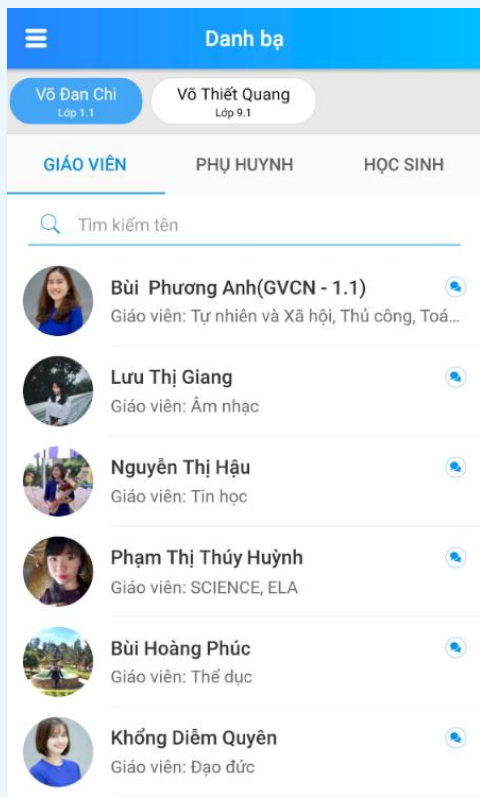 Danh bạ
Võ Đan Chi
Lớp 1.1
Võ Thiết Quang
Lớp 9.1
GIÁO VIÊN
PHỤ HUYNH
HỌC SINH
Tìm kiếm tên
Bùi Phương Anh(GVCN - 1.1)
Giáo viên: Tự nhiên và Xã hội, Thủ công, Toá...
Lưu Thị Giang
Giáo viên: Âm nhạc
Nguyễn Thị Hậu
Giáo viên: Tin học
Phạm Thị Thúy Huỳnh
Giáo viên: SCIENCE, ELA
Bùi Hoàng Phúc
Giáo viên: Thể dục
Khổng Diễm Quyên
Giáo viên: Đạo đức